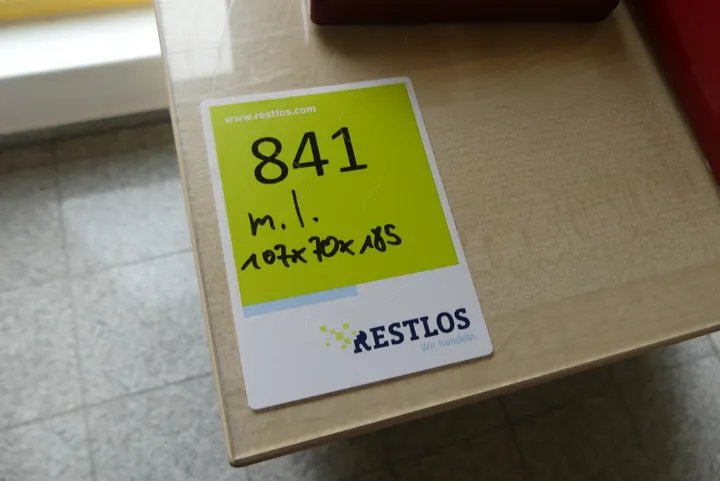 www.restlos.com
841
m.l.
107x70x185
RESTLOS
Wir handeln.